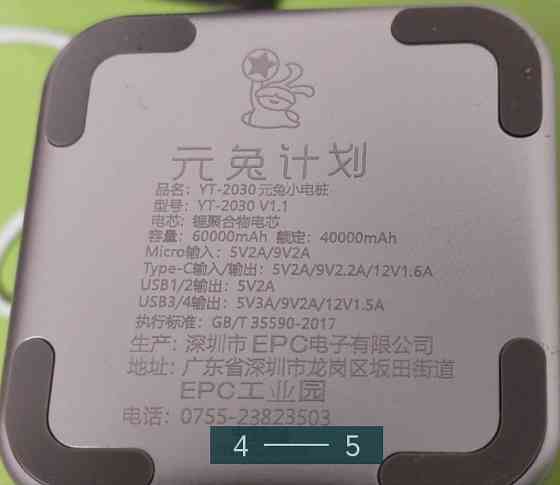 元兔计划
品名：YT-2030 元兔小电桩
型号：YT-2030 V1.1
电芯：锂聚合物电芯
容量：60000mAh 额定：40000mAh
Micro输入：5V2A/9V2A
Type-C输入/输出：5V2A/9V2.2A/12V1.6A
USB1/2输出：5V2A
USB3/4输出：5V3A/9V2A/12V1.5A
执行标准：GB/T 35590-2017
生产：深圳市EPC电子有限公司
地址：广东省深圳市龙岗区坂田街道
EPC工业园
电话：0755-23823503
4 —— 5